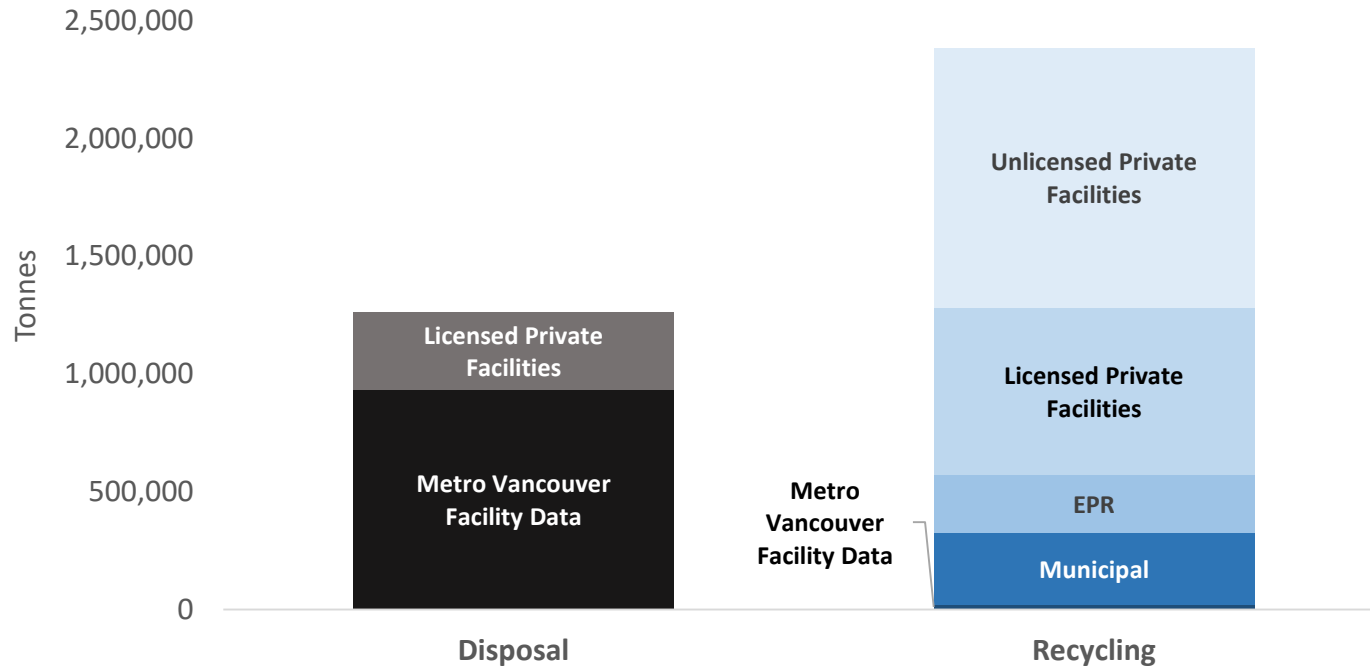 2,500,000
2,000,000
1,500,000
1,000,000
500,000
0
Tonnes
Licensed Private
Facilities
Metro Vancouver
Facility Data
Disposal
Unlicensed Private
Facilities
Licensed Private
Facilities
EPR
Municipal
Metro
Vancouver
Facility Data
Recycling